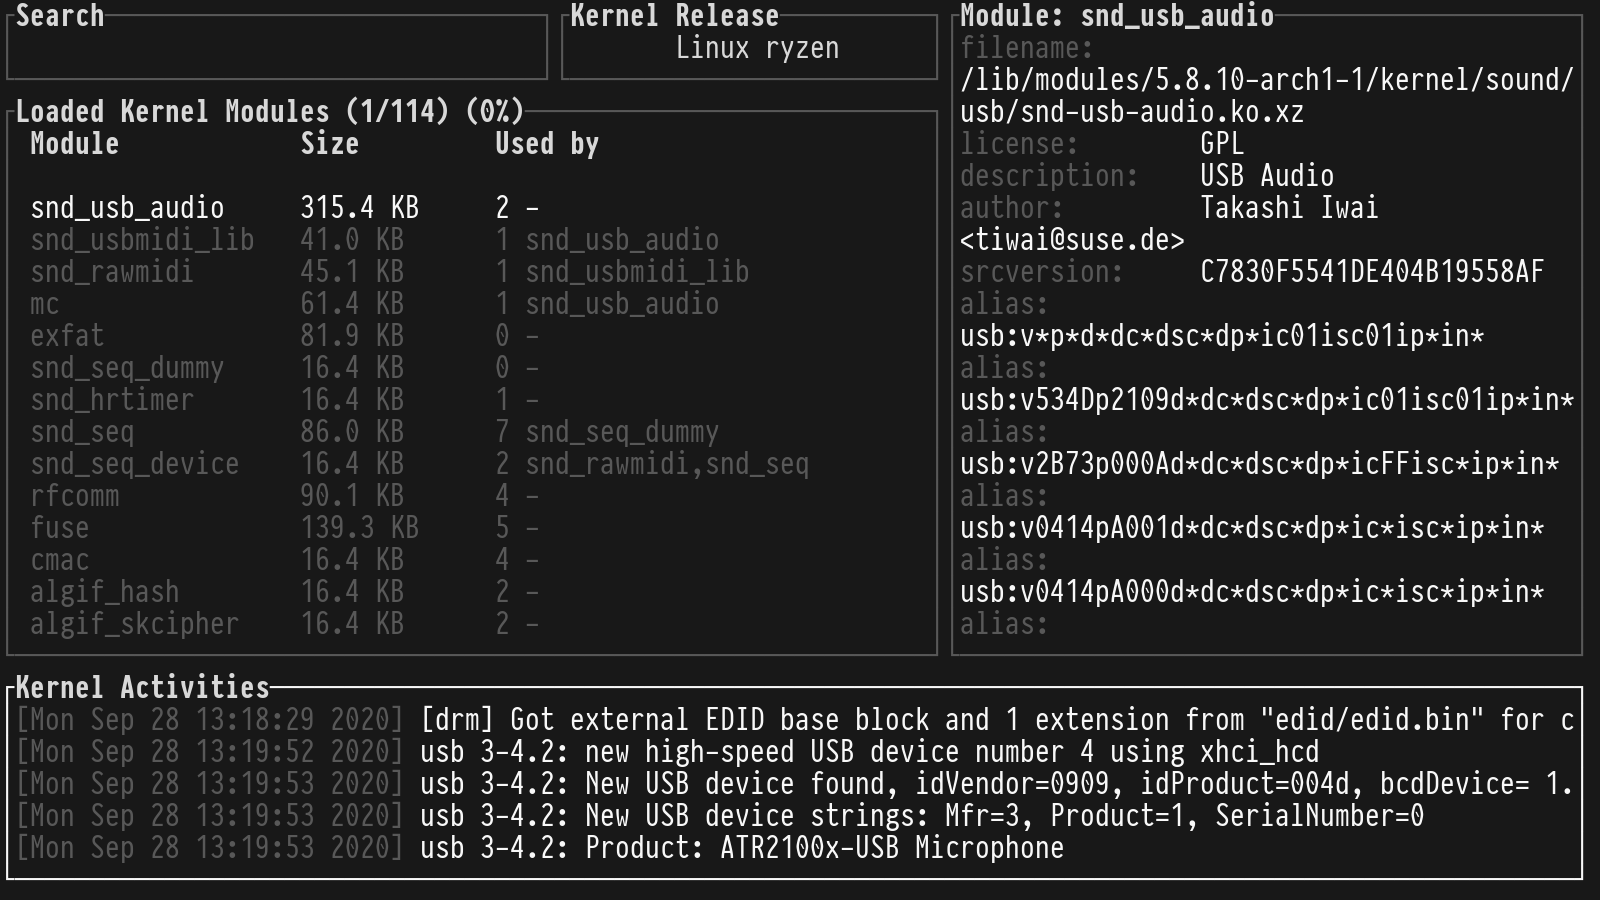 Search
Kernel Release
Linux ryzen
Loaded Kernel Modules (1/114) (0%)
Module Size Used by
snd_usb_audio 315.4 KB 2 -
snd_usbmidi_lib 41.0 KB 1 snd_usb_audio
snd_rawmidi 45.1 KB 1 snd_usbmidi_lib
mc 61.4 KB 1 snd_usb_audio
exfat 81.9 KB 0 -
snd_seq_dummy 16.4 KB 0 -
snd_hrtimer 16.4 KB 1 -
snd_seq 86.0 KB 7 snd_seq_dummy
snd_seq_device 16.4 KB 2 snd_rawmidi,snd_seq
rfcomm 90.1 KB 4 -
fuse 139.3 KB 5 -
cmac 16.4 KB 4 -
algif_hash 16.4 KB 2 -
algif_skcipher 16.4 KB 2 -
Module: snd_usb_audio
filename:
/lib/modules/5.8.10-arch1-1/kernel/sound/
usb/snd-usb-audio.ko.xz
license: GPL
description: USB Audio
author: Takashi Iwai
<tiwai@suse.de>
srcversion: C7830F5541DE404B19558AF
alias:
usb:v*p*d*dc*dsc*dp*ic01isc01ip*in*
alias:
usb:v534Dp2109d*dc*dsc*dp*ic01isc01ip*in*
alias:
usb:v2B73p000Ad*dc*dsc*dp*icFFisc*ip*in*
alias:
usb:v0414pA001d*dc*dsc*dp*ic*isc*ip*in*
alias:
usb:v0414pA000d*dc*dsc*dp*ic*isc*ip*in*
alias:
Kernel Activities
[Mon Sep 28 13:18:29 2020] [drm] Got external EDID base block and 1 extension from "edid/edid.bin" for c
[Mon Sep 28 13:19:52 2020] usb 3-4.2: new high-speed USB device number 4 using xhci_hcd
[Mon Sep 28 13:19:53 2020] usb 3-4.2: New USB device found, idVendor=0909, idProduct=004d, bcdDevice= 1.
[Mon Sep 28 13:19:53 2020] usb 3-4.2: New USB device strings: Mfr=3, Product=1, SerialNumber=0
[Mon Sep 28 13:19:53 2020] usb 3-4.2: Product: ATR2100x-USB Microphone